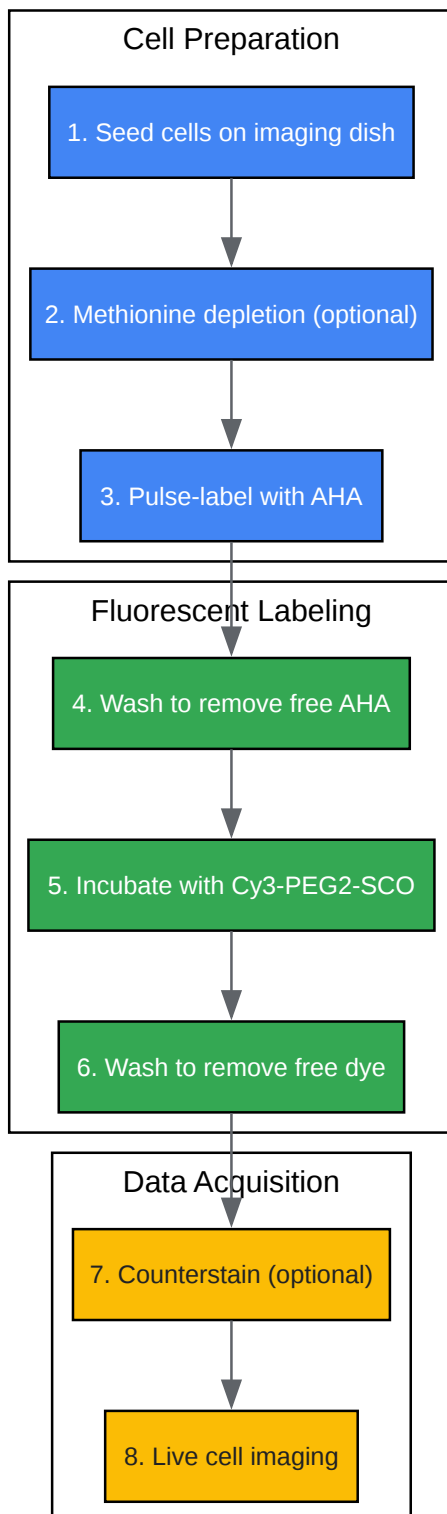 Cell Preparation
1. Seed cells on imaging dish
2. Methionine depletion (optional)
3. Pulse-label with AHA
Fluorescent Labeling
4. Wash to remove free AHA
5. Incubate with Cy3-PEG2-SCO
6. Wash to remove free dye
Data Acquisition
7. Counterstain (optional)
8. Live cell imaging